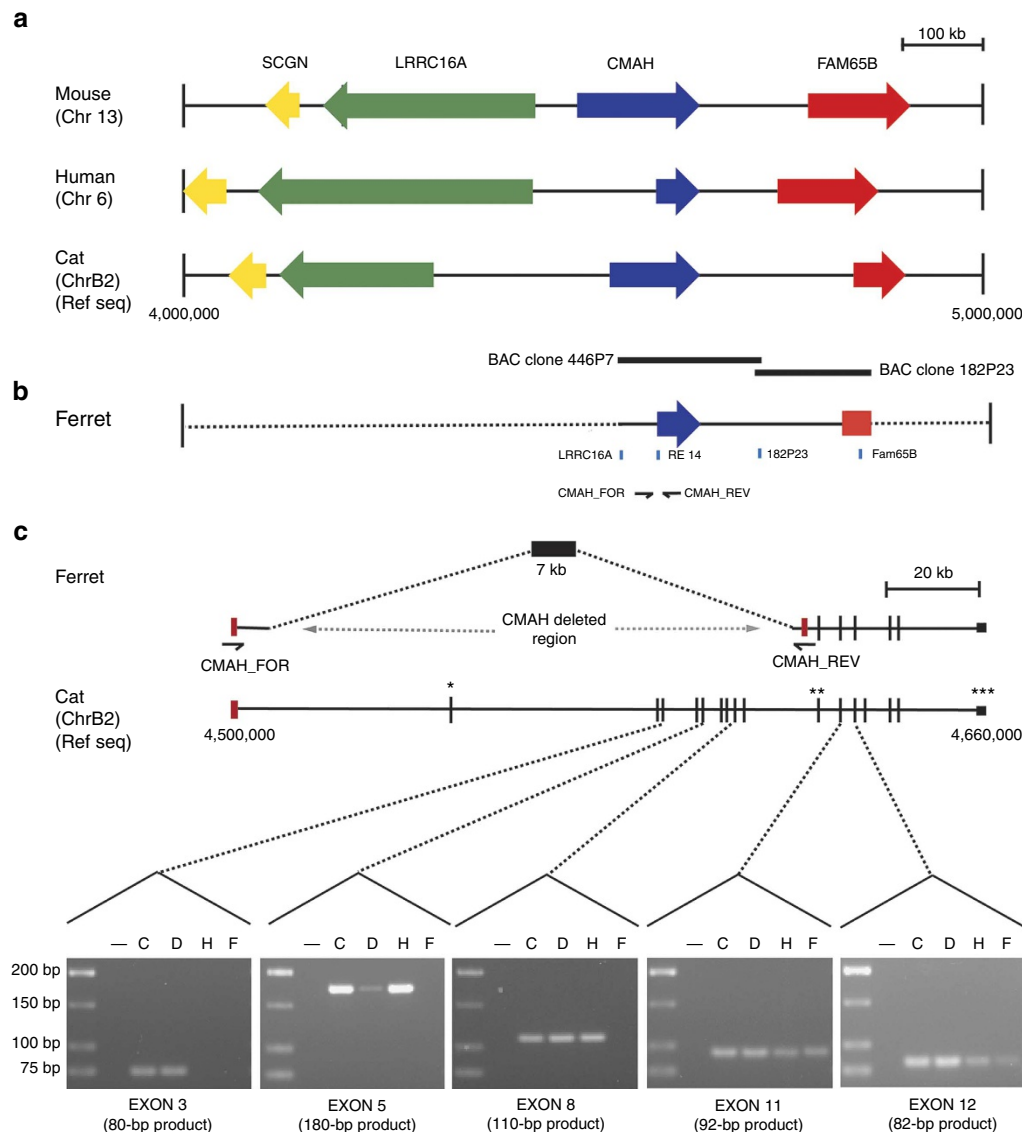 a
100 kb
SCGN LRRC16A CMAH FAM65B
Mouse
(Chr 13)
Human
(Chr 6)
Cat
(ChrB2)
(Ref seq)
4,000,000 5,000,000
BAC clone 446P7
BAC clone 182P23
b
Ferret
LRRC16A RE 14 182P23 Fam65B
CMAH_FOR CMAH_REV
c
Ferret
7 kb
20 kb
CMAH deleted
region
CMAH_FOR CMAH_REV
Cat
(ChrB2)
(Ref seq)
* ** ***
4,500,000 4,660,000
— C D H F — C D H F — C D H F — C D H F — C D H F
200 bp
150 bp
100 bp
75 bp
EXON 3 EXON 5 EXON 8 EXON 11 EXON 12
(80-bp product) (180-bp product) (110-bp product) (92-bp product) (82-bp product)